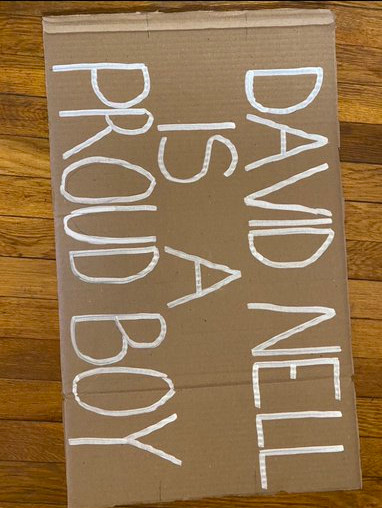 DAVID NELL
IS A
PROUD BOY